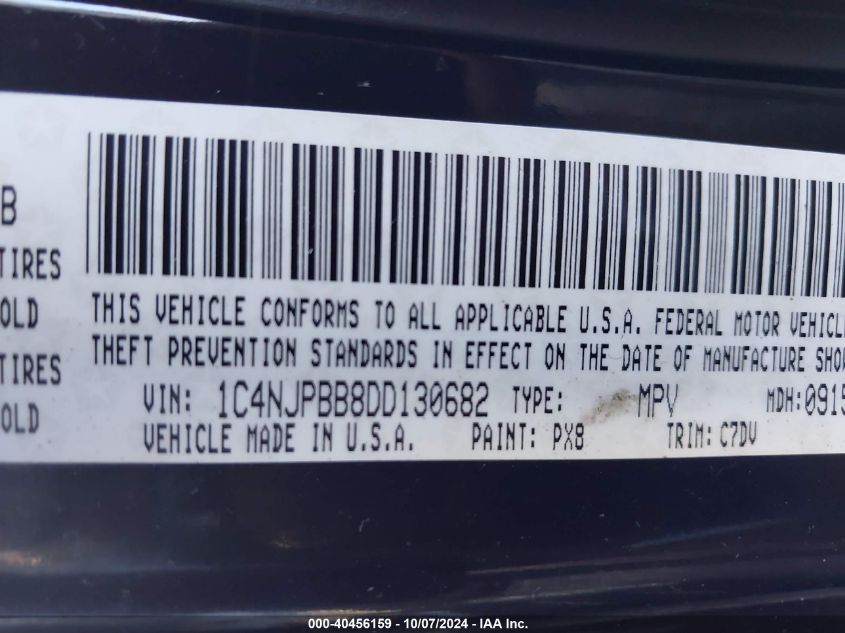 B
TIRES
OLD
TIRES
OLD
THIS VEHICLE CONFORMS TO ALL APPLICABLE U.S.A. FEDERAL MOTOR VEHICL
THEFT PREVENTION STANDARDS IN EFFECT ON THE DATE OF MANUFACTURE SHO
VIN: 1C4NJPBB8DD130682 TYPE: MPV MDH:0915
VEHICLE MADE IN U.S.A. PAINT: PX8 TRIM: C7DV
000-40456159 - 10/07/2024 - IAA Inc.